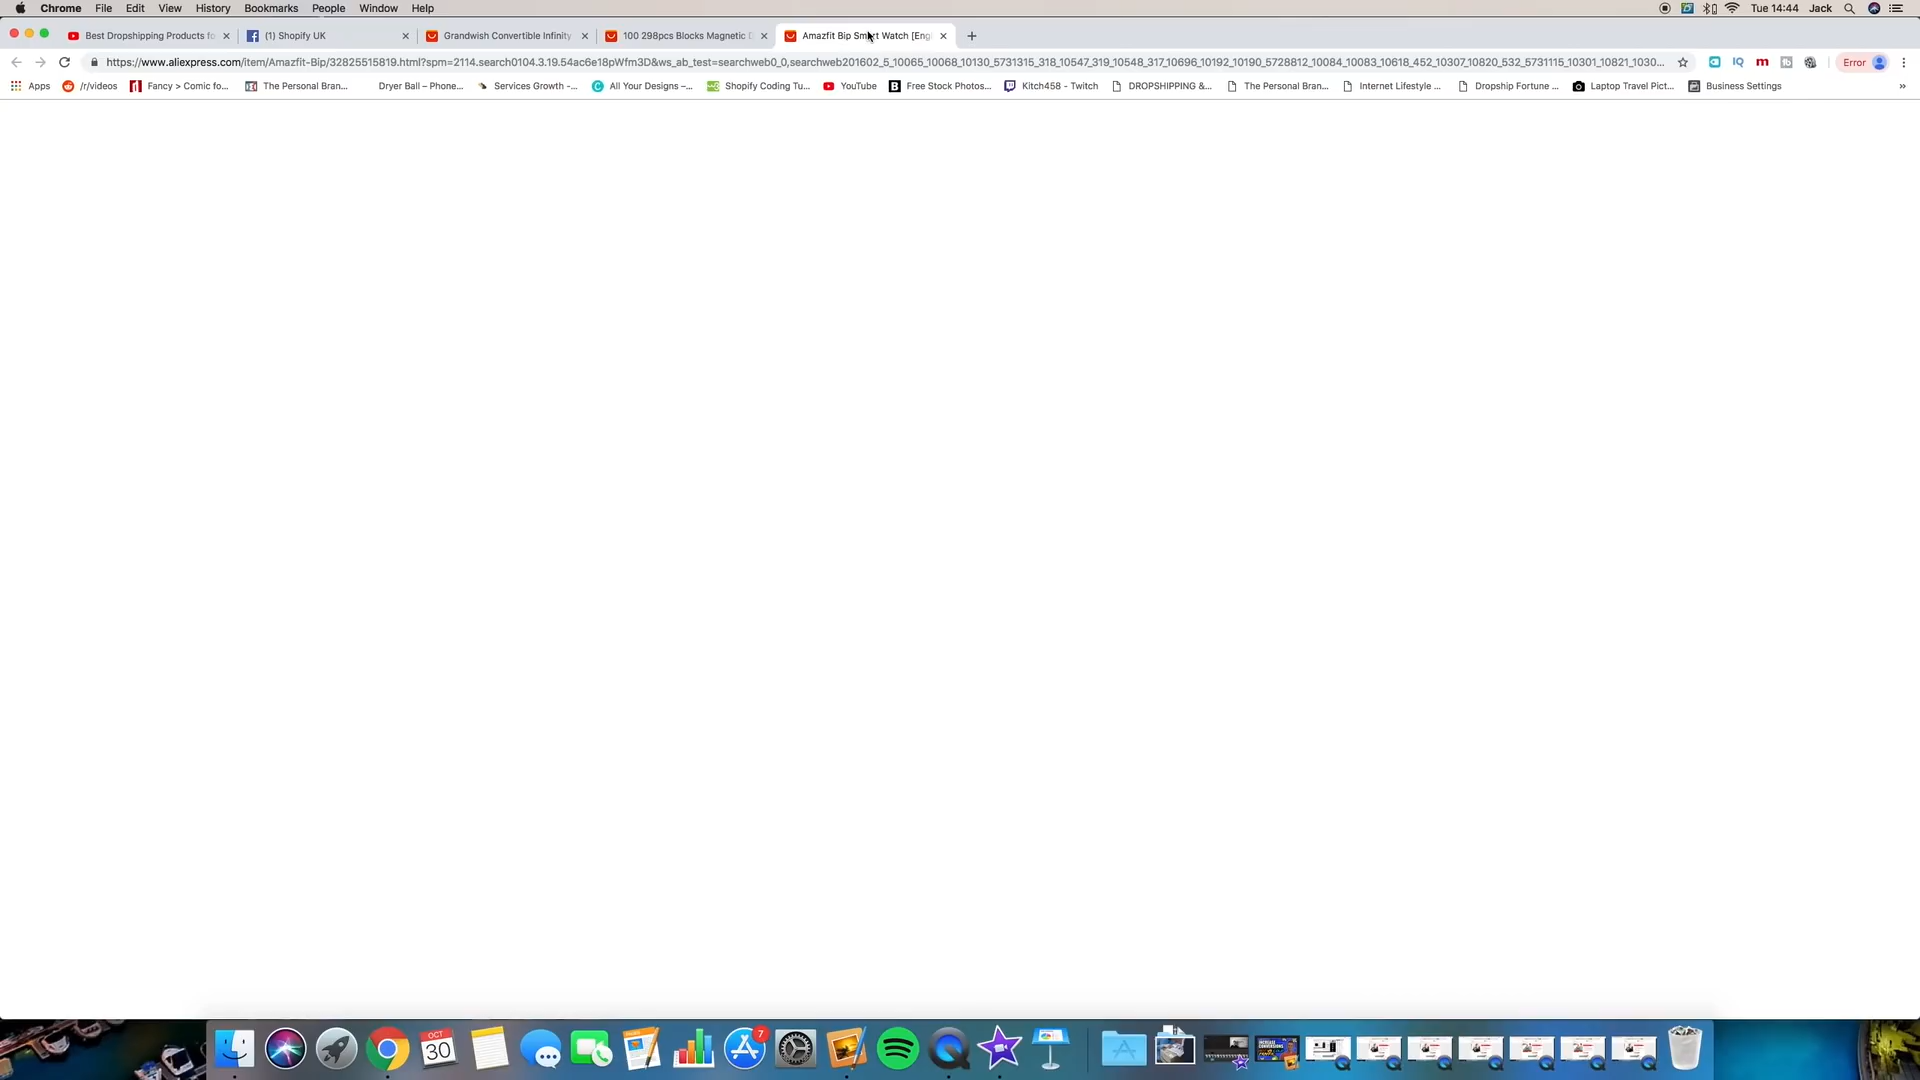 Chrome File Edit View History Bookmarks People Window Help Tue 14:44 Jack
Best Dropshipping Products fo (1) Shopify UK Grandwish Convertible Infinity 100 298pcs Blocks Magnetic D Amazfit Bip Smart Watch [Eng
https://www.aliexpress.com/item/Amazfit-Bip/32825515819.html?spm=2114.search0104.3.19.54ac6e18pWfm3D&ws_ab_test=searchweb0_0,searchweb201602_5_10065_10068_10130_5731315_318_10547_319_10548_317_10696_10192_10190_5728812_10084_10083_10618_452_10307_10820_532_5731115_10301_10821_1030... IQ m Error
Apps /r/videos Fancy > Comic fo... The Personal Bran... Dryer Ball – Phone... Services Growth -... All Your Designs –... Shopify Coding Tu... YouTube Free Stock Photos... Kitch458 - Twitch DROPSHIPPING &... The Personal Bran... Internet Lifestyle ... Dropship Fortune ... Laptop Travel Pict... Business Settings »
OCT
30
7